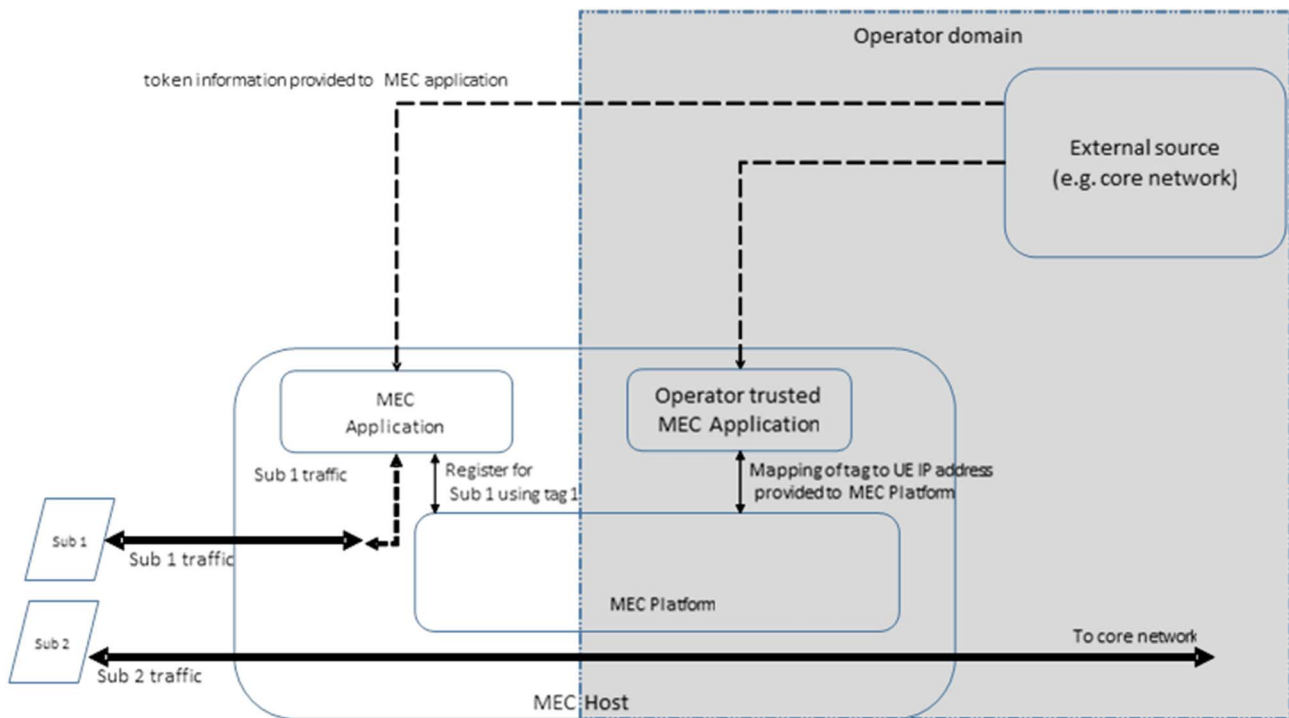 Operator domain
token information provided to MEC application
External source
(e.g. core network)
MEC
Application
Operator trusted
MEC Application
Sub 1 traffic
Register for
Sub 1 using tag 1
Mapping of tag to UE IP address
provided to MEC Platform
Sub 1
Sub 1 traffic
MEC Platform
Sub 2
To core network
Sub 2 traffic
MEC Host